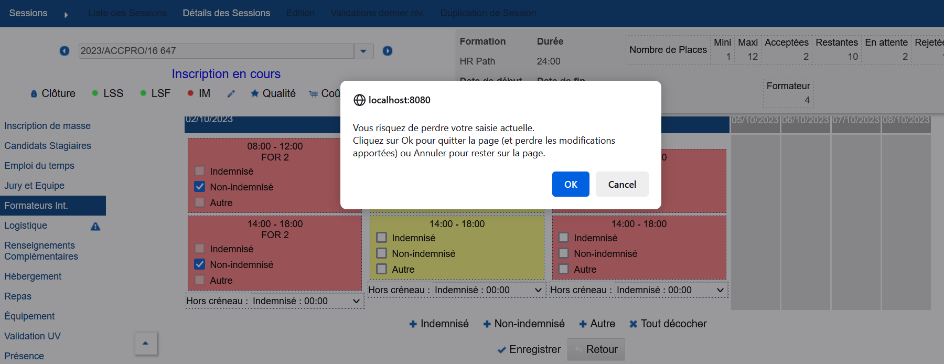 Sessions Liste des Sessions Détails des Sessions Edition Validations dernier niv. Duplication de Session
2023/ACCPRO/16 647
Inscription en cours
Clôture LSS LSF IM Qualité Coû
Formation Durée
HR Path 24:00
Date de début Date de fin
Nombre de Places Mini Maxi Acceptées Restantes En attente Rejetée
1 12 2 10 2 1
Formateur
4
localhost:8080
Vous risquez de perdre votre saisie actuelle.
Cliquez sur Ok pour quitter la page (et perdre les modifications
apportées) ou Annuler pour rester sur la page.
OK Cancel
Inscription de masse
Candidats Stagiaires
Emploi du temps
Jury et Equipe
Formateurs Int.
Logistique
Renseignements
Complémentaires
Hébergement
Repas
Équipement
Validation UV
Présence
02/10/2023 05/10/2023 06/10/2023 07/10/2023 08/10/2023
08:00 - 12:00
FOR 2
Indemnisé
Non-indemnisé
Autre
14:00 - 18:00
FOR 2
Indemnisé
Non-indemnisé
Autre
Hors créneau : Indemnisé : 00:00
14:00 - 18:00
Indemnisé
Non-indemnisé
Autre
Hors créneau : Indemnisé : 00:00
14:00 - 18:00
Indemnisé
Non-indemnisé
Autre
Hors créneau : Indemnisé : 00:00
Indemnisé Non-indemnisé Autre Tout décocher
Enregistrer Retour